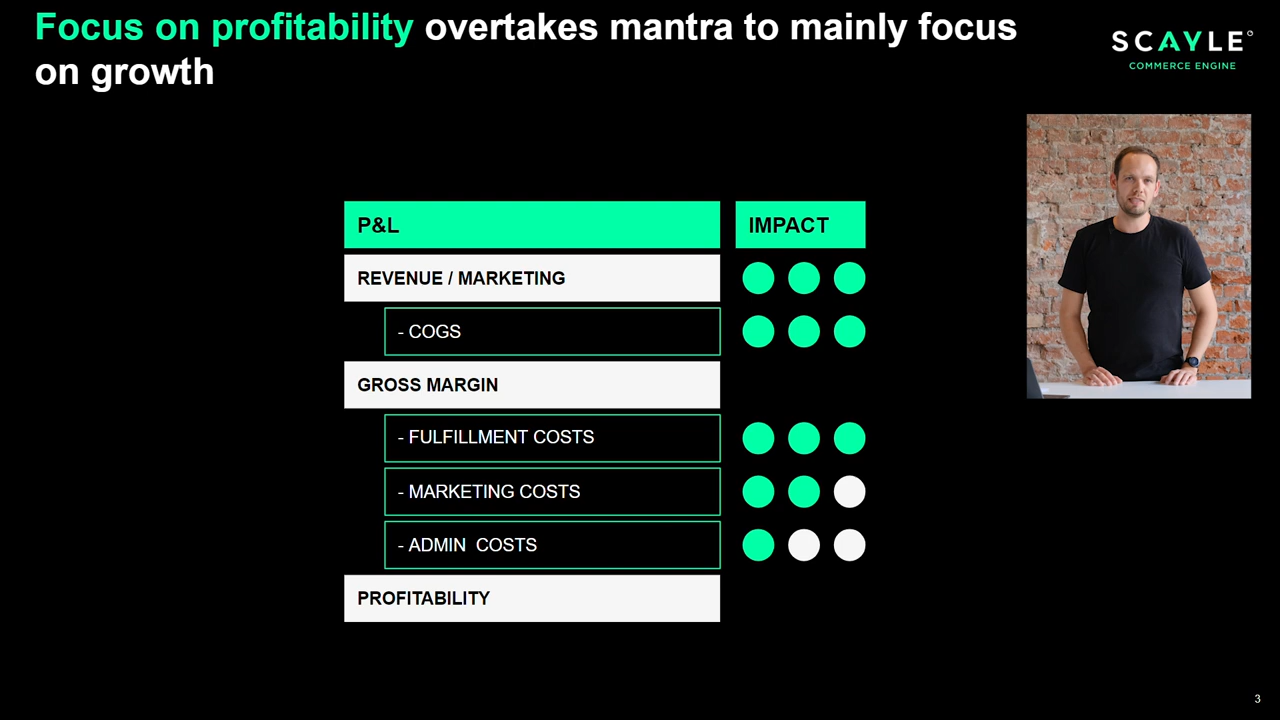 Focus on profitability overtakes mantra to mainly focus
on growth
SCAYLE
COMMERCE ENGINE
P&L
IMPACT
REVENUE / MARKETING
- COGS
GROSS MARGIN
- FULFILLMENT COSTS
- MARKETING COSTS
- ADMIN  COSTS
PROFITABILITY
3